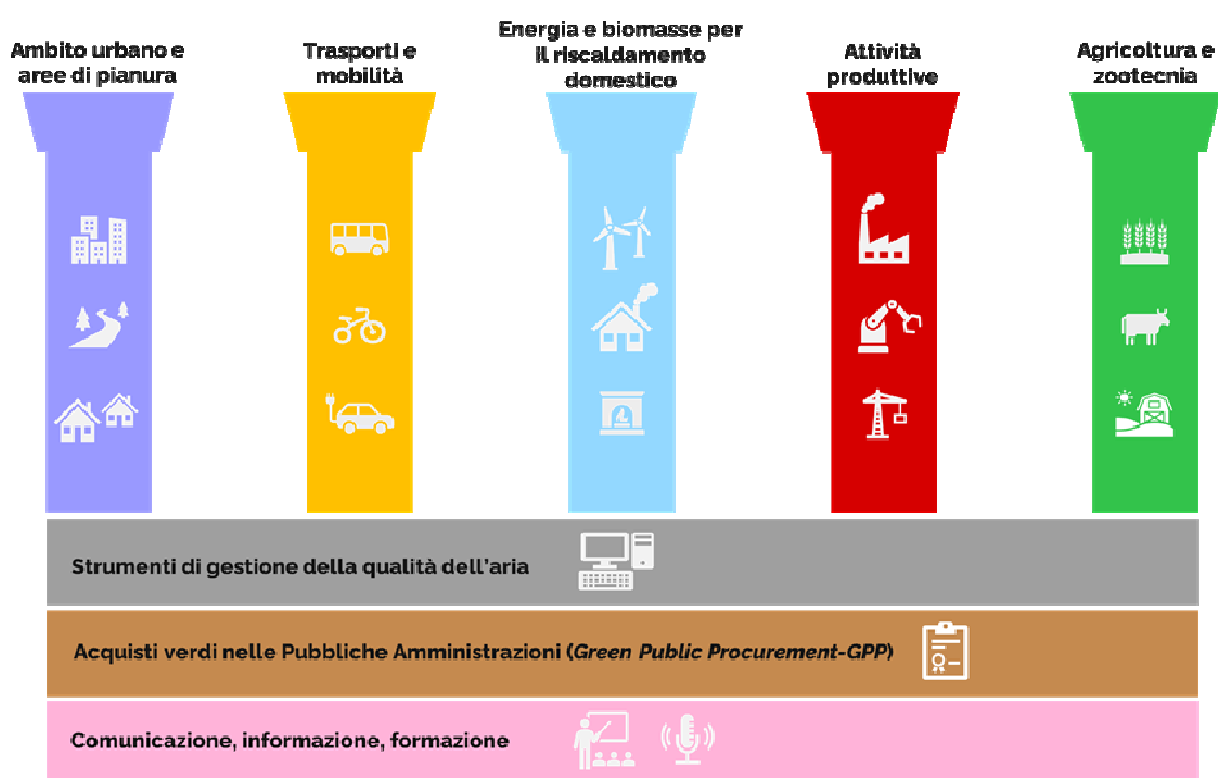 Ambito urbano e
aree di pianura
Trasporti e
mobilità
Energia e biomasse per
il riscaldamento
domestico
Attività
produttive
Agricoltura e
zootecnia
Strumenti di gestione della qualità dell'aria
Acquisti verdi nelle Pubbliche Amministrazioni (Green Public Procurement-GPP)
Comunicazione, informazione, formazione